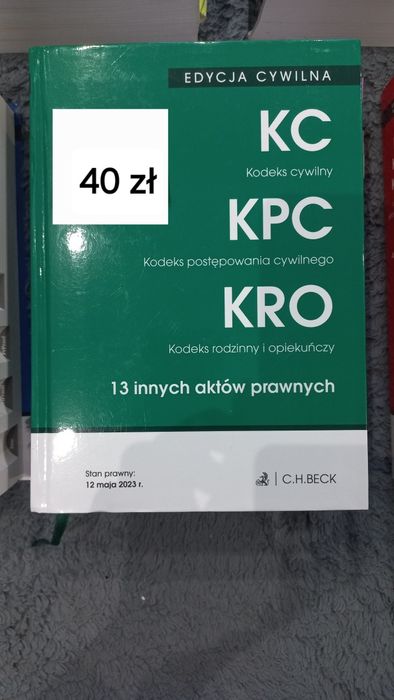 EDYCJA CYWILNA
40 zł
KC
Kodeks cywilny
KPC
Kodeks postępowania cywilnego
KRO
Kodeks rodzinny i opiekuńczy
13 innych aktów prawnych
Stan prawny:
12 maja 2023 r.
C.H.BECK